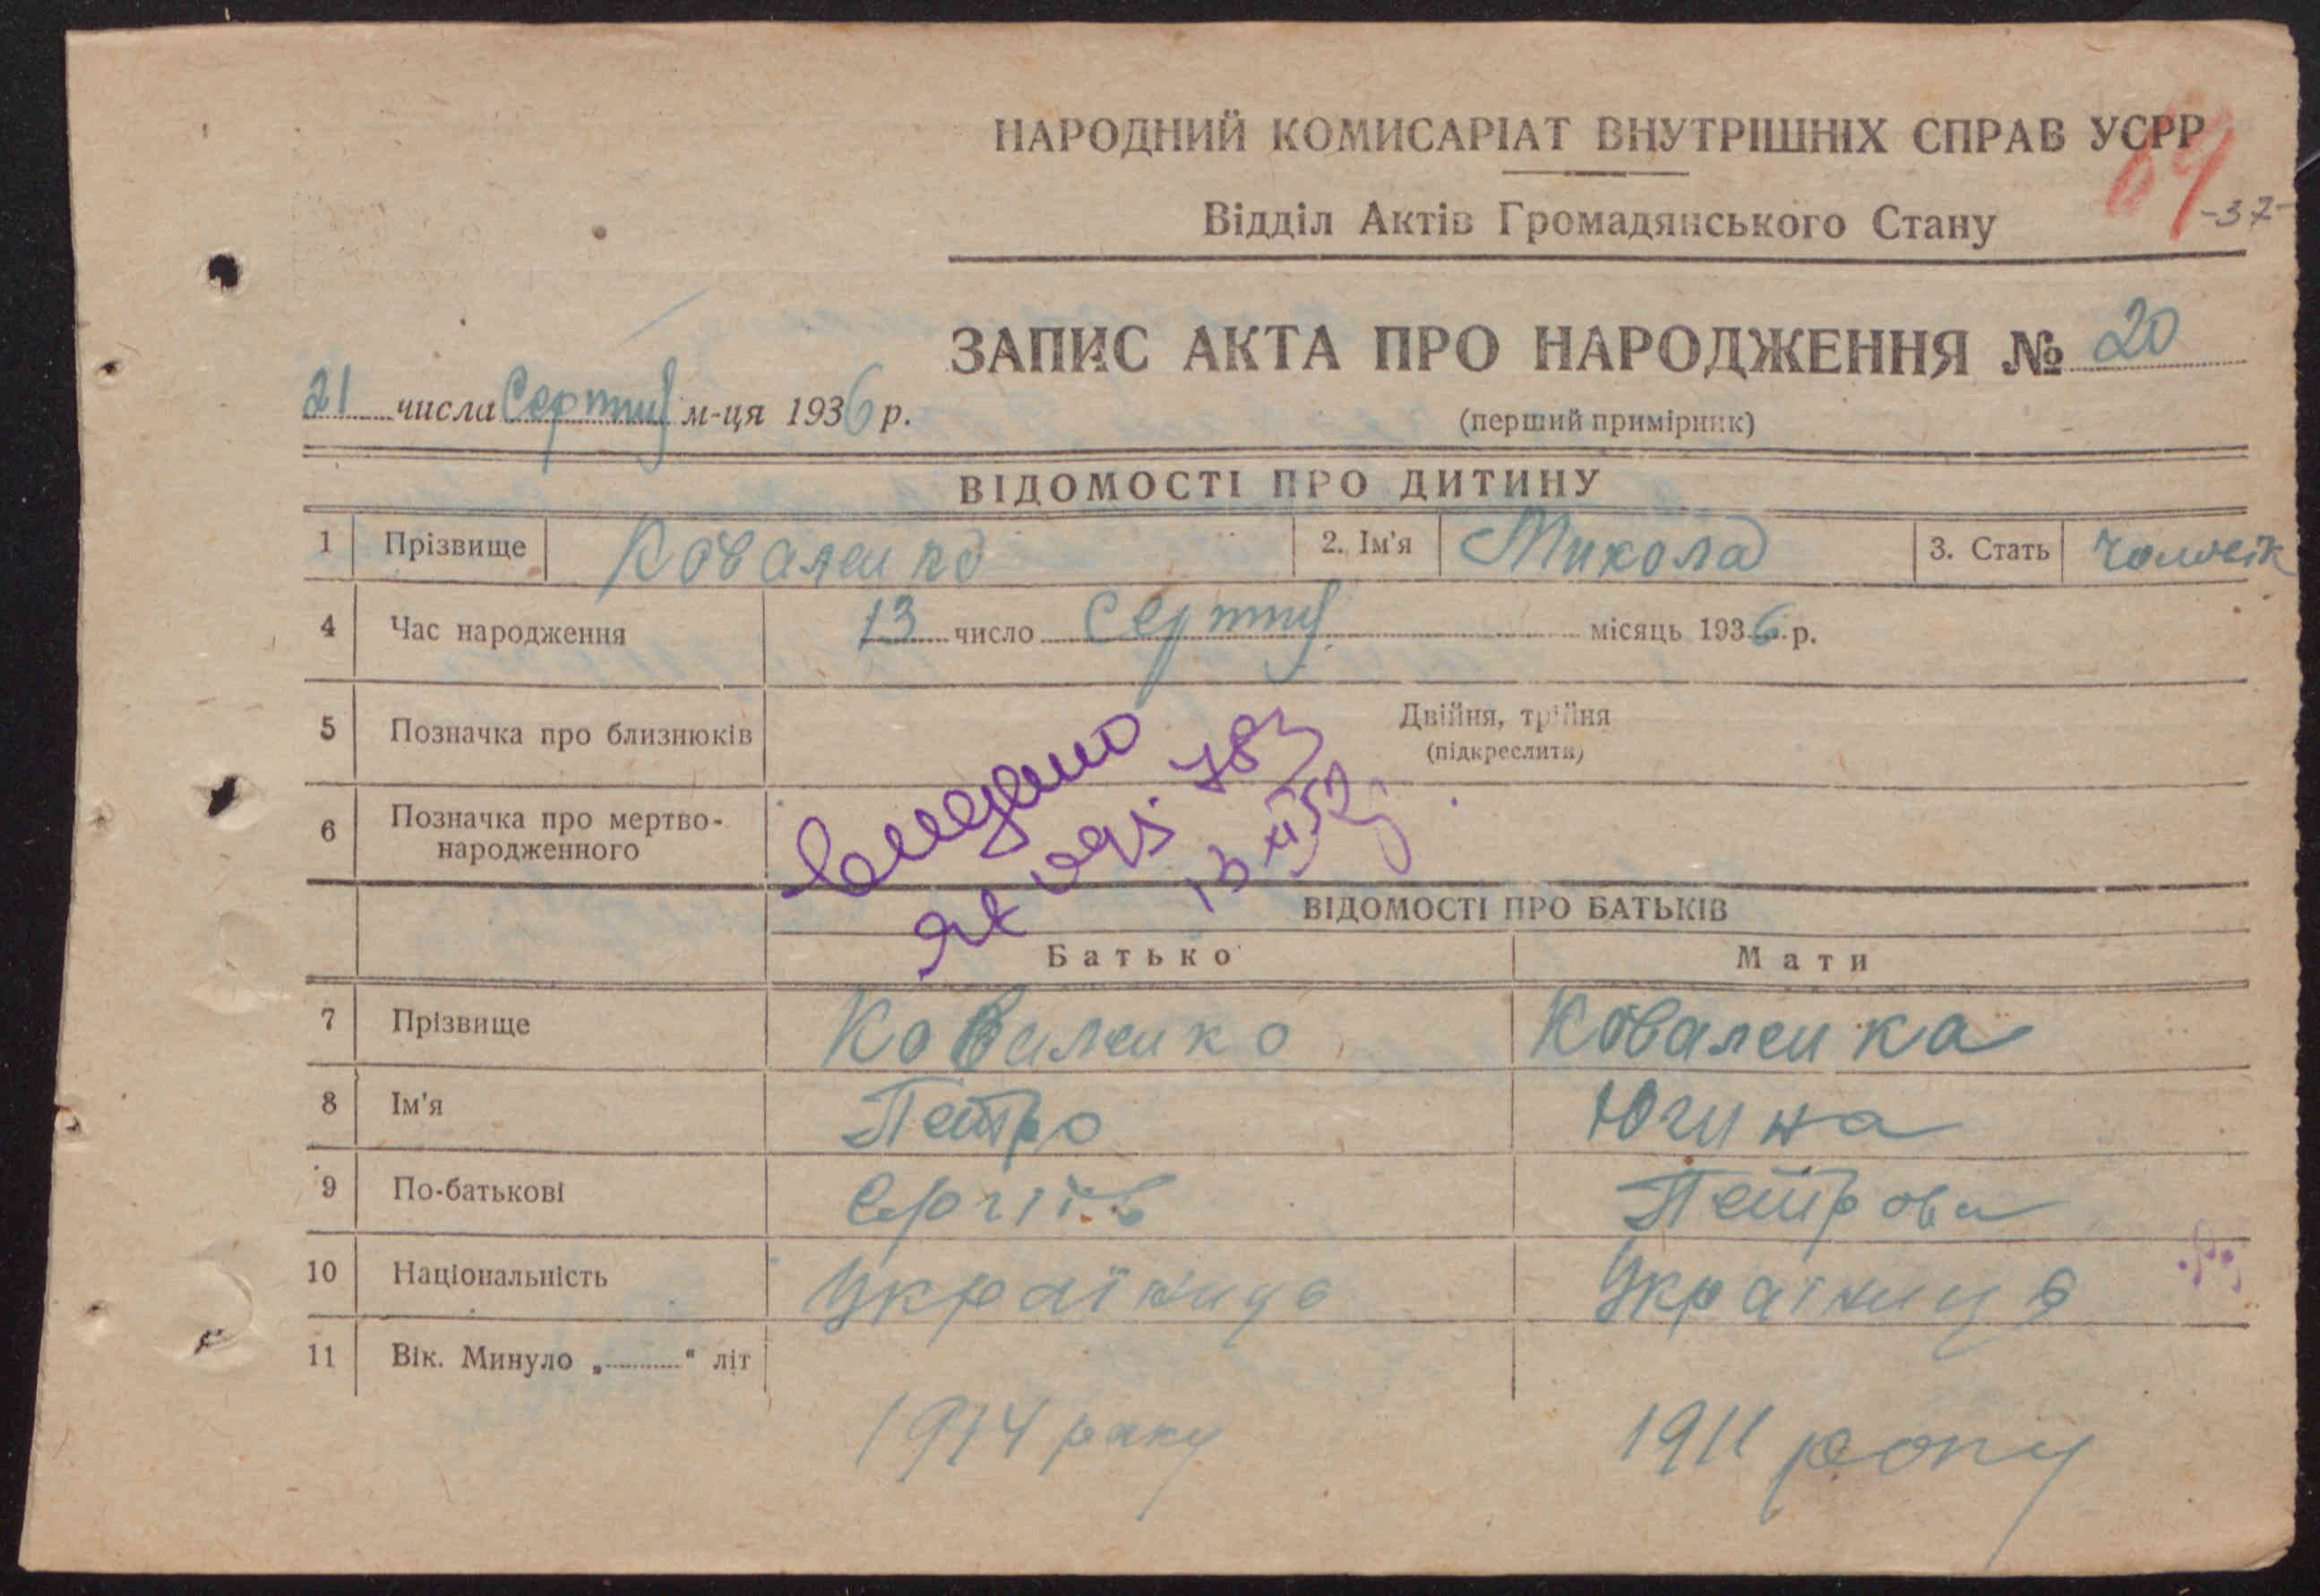 НАРОДНИЙ КОМИСАРІАТ ВНУТРІШНІХ СПРАВ УСРР
69
-37-
Відділ Актів Громадянського Стану
ЗАПИС АКТА ПРО НАРОДЖЕННЯ № 20
21 числа Серпня м-ця 1936 р.
(перший примірник)
ВІДОМОСТІ ПРО ДИТИНУ
1 Прізвище Коваленко 2. Ім'я Микола 3. Стать
4 Час народження 13 число Серпня місяць 1936 р.
5 Позначка про близнюків Двійня, трійня
(підкреслити)
6 Позначка про мертво-
народженного
Видано
ВІДОМОСТІ ПРО БАТЬКІВ
Батько Мати
7 Прізвище Коваленко Коваленка
8 Ім'я Петро Югина
9 По-батькові Сргіїв Петрова
10 Національність Українець Українець
11 Вік. Минуло „ “ літ
1914 року 1911 року